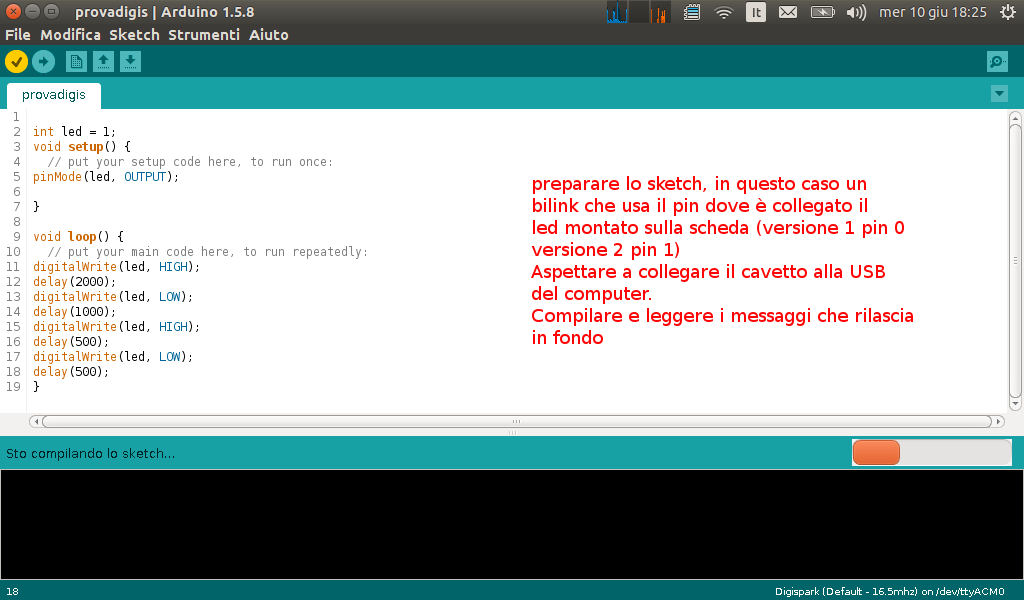 provadigis | Arduino 1.5.8
It
mer 10 giu 18:25
File Modifica Sketch Strumenti Aiuto
provadigis
1
2 int led = 1;
3 void setup() {
4   // put your setup code here, to run once:
5 pinMode(led, OUTPUT);
6
7 }
8
9 void loop() {
10   // put your main code here, to run repeatedly:
11 digitalWrite(led, HIGH);
12 delay(2000);
13 digitalWrite(led, LOW);
14 delay(1000);
15 digitalWrite(led, HIGH);
16 delay(500);
17 digitalWrite(led, LOW);
18 delay(500);
19 }
preparare lo sketch, in questo caso un
bilink che usa il pin dove è collegato il
led montato sulla scheda (versione 1 pin 0
versione 2 pin 1)
Aspettare a collegare il cavetto alla USB
del computer.
Compilare e leggere i messaggi che rilascia
in fondo
Sto compilando lo sketch...
18
Digispark (Default - 16.5mhz) on /dev/ttyACM0